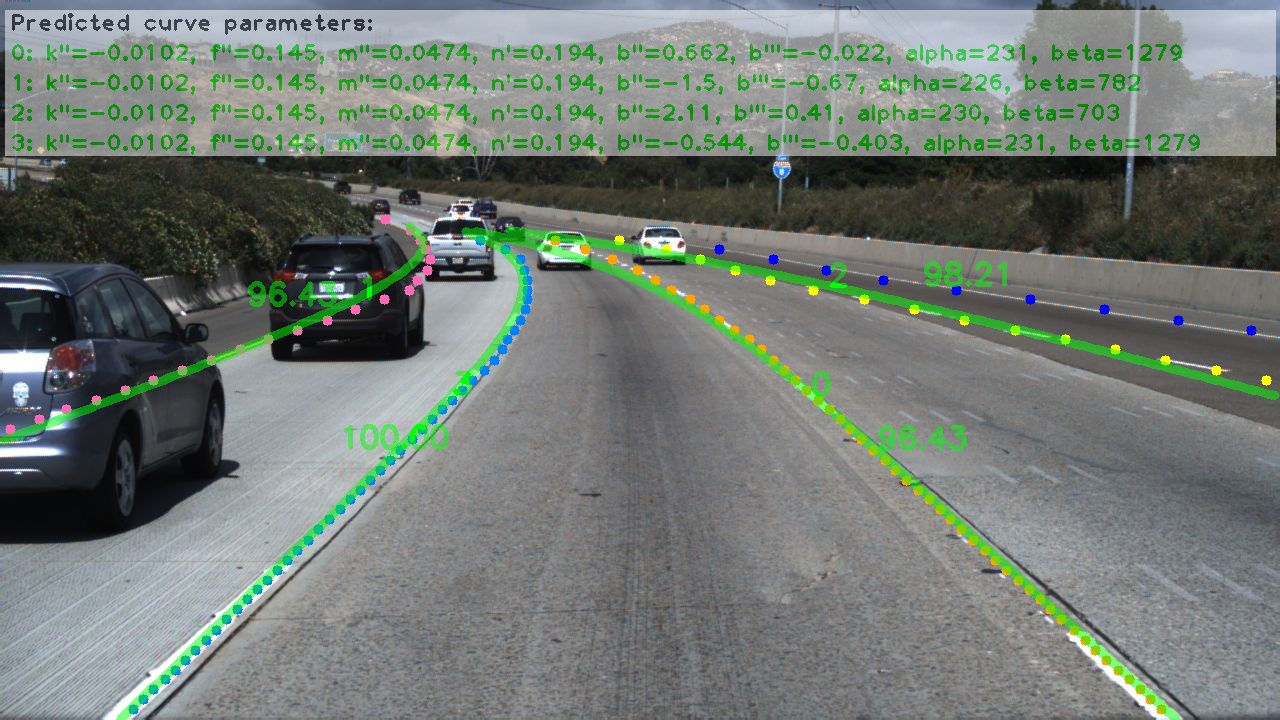 Predicted curve parameters:
0: k''=-0.0102, f''=0.145, m''=0.0474, n'=0.194, b''=0.662, b'''=-0.022, alpha=231, beta=1279
1: k''=-0.0102, f''=0.145, m''=0.0474, n'=0.194, b''=-1.5, b'''=-0.67, alpha=226, beta=782
2: k''=-0.0102, f''=0.145, m''=0.0474, n'=0.194, b''=2.11, b'''=0.41, alpha=230, beta=703
3: k''=-0.0102, f''=0.145, m''=0.0474, n'=0.194, b''=-0.544, b'''=-0.403, alpha=231, beta=1279
2 98.21
1
0
100.00
98.43